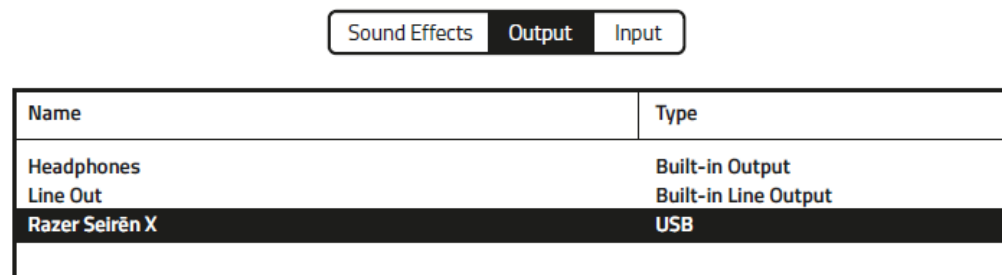 Sound Effects Output Input
Name Type
Headphones Built-in Output
Line Out Built-in Line Output
Razer Seirēn X USB